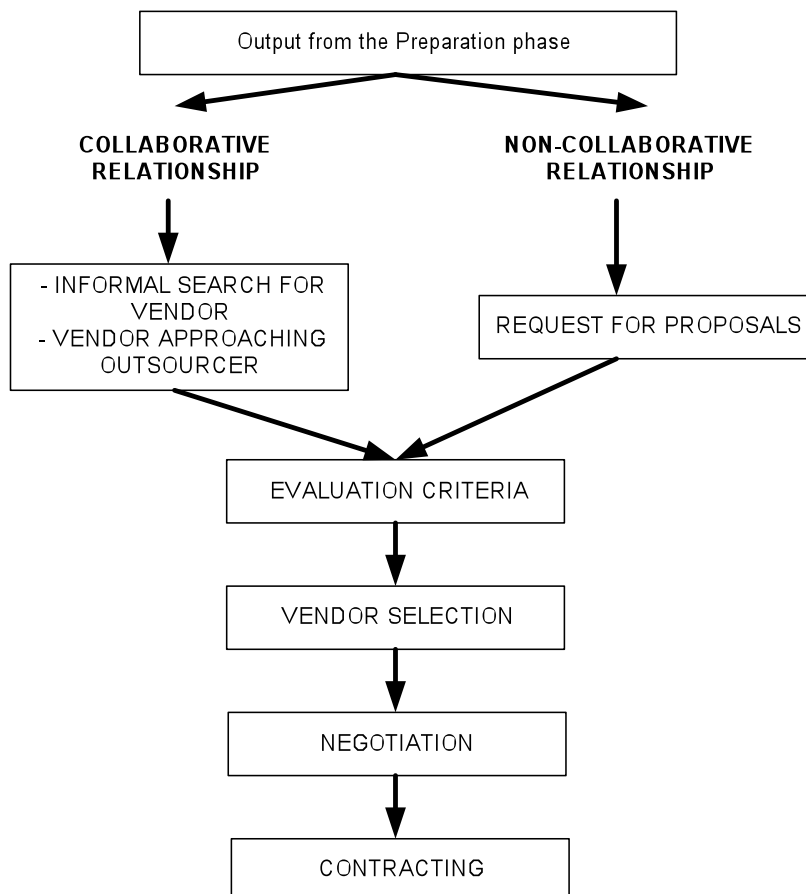 Output from the Preparation phase
COLLABORATIVE
RELATIONSHIP
NON-COLLABORATIVE
RELATIONSHIP
- INFORMAL SEARCH FOR
VENDOR
- VENDOR APPROACHING
OUTSOURCER
REQUEST FOR PROPOSALS
EVALUATION CRITERIA
VENDOR SELECTION
NEGOTIATION
CONTRACTING